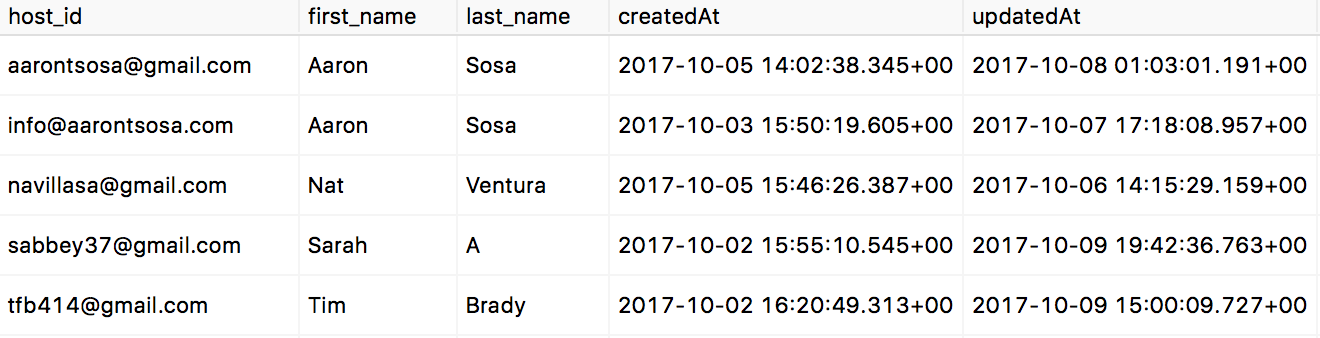 host_id first_name last_name createdAt updatedAt
aarontsosa@gmail.com Aaron Sosa 2017-10-05 14:02:38.345+00 2017-10-08 01:03:01.191+00
info@aarontsosa.com Aaron Sosa 2017-10-03 15:50:19.605+00 2017-10-07 17:18:08.957+00
navillasa@gmail.com Nat Ventura 2017-10-05 15:46:26.387+00 2017-10-06 14:15:29.159+00
sabbey37@gmail.com Sarah A 2017-10-02 15:55:10.545+00 2017-10-09 19:42:36.763+00
tfb414@gmail.com Tim Brady 2017-10-02 16:20:49.313+00 2017-10-09 15:00:09.727+00